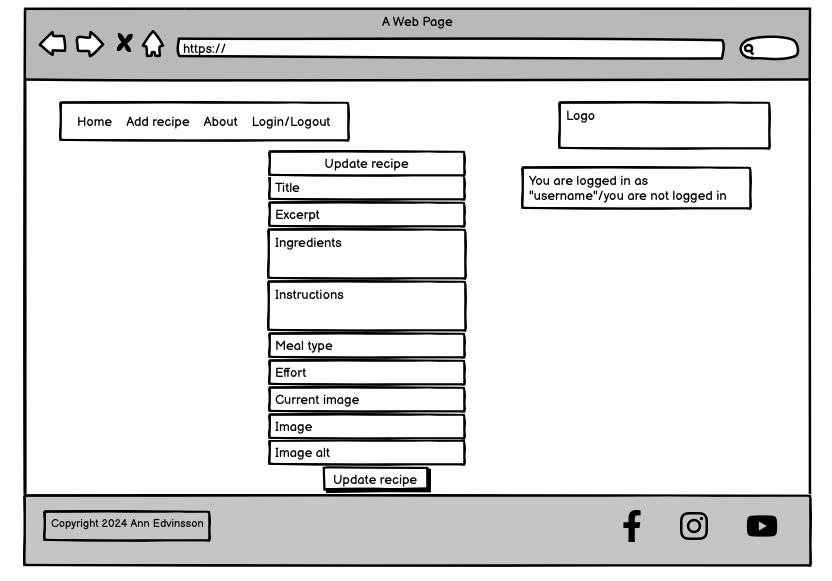 A Web Page
https://
Home Add recipe About Login/Logout
Logo
Update recipe
You are logged in as
"username"/you are not logged in
Title
Excerpt
Ingredients
Instructions
Meal type
Effort
Current image
Image
Image alt
Update recipe
Copyright 2024 Ann Edvinsson